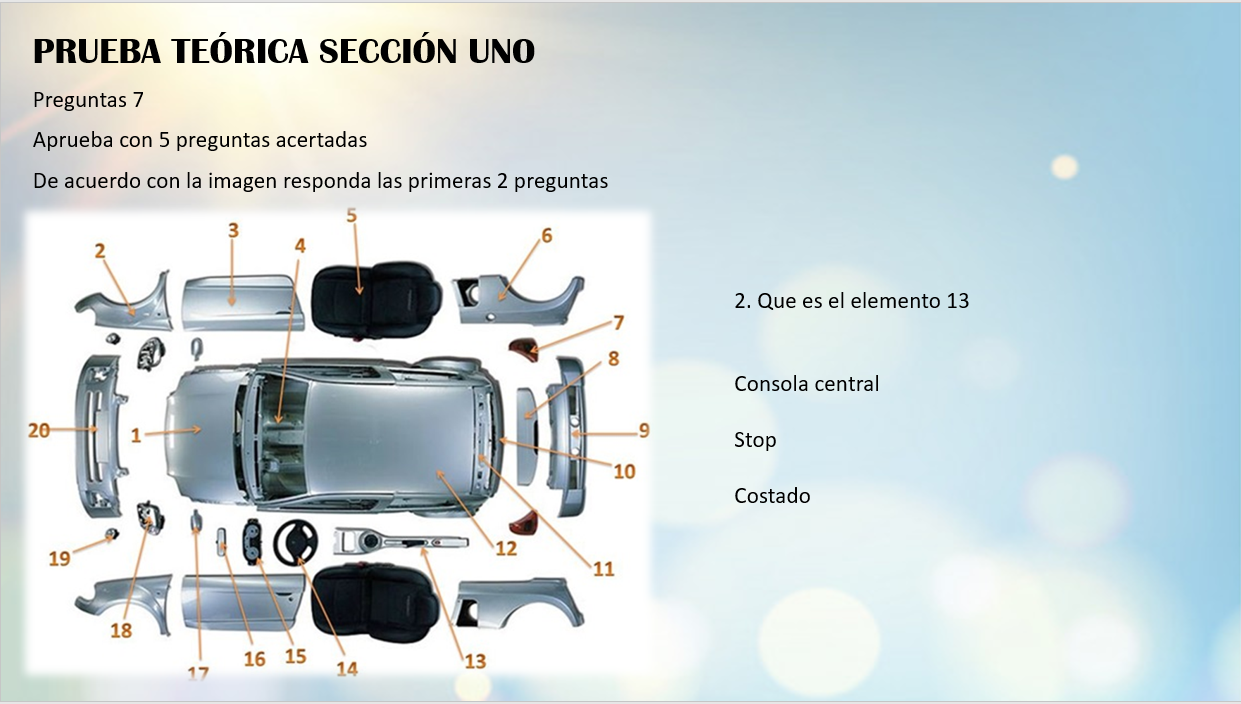 PRUEBA TEÓRICA SECCIÓN UNO
Preguntas 7
Aprueba con 5 preguntas acertadas
De acuerdo con la imagen responda las primeras 2 preguntas
5
3
4
2
6
7
8
20
1
9
10
12
19
11
18
16
15
14
13
17
2. Que es el elemento 13
Consola central
Stop
Costado